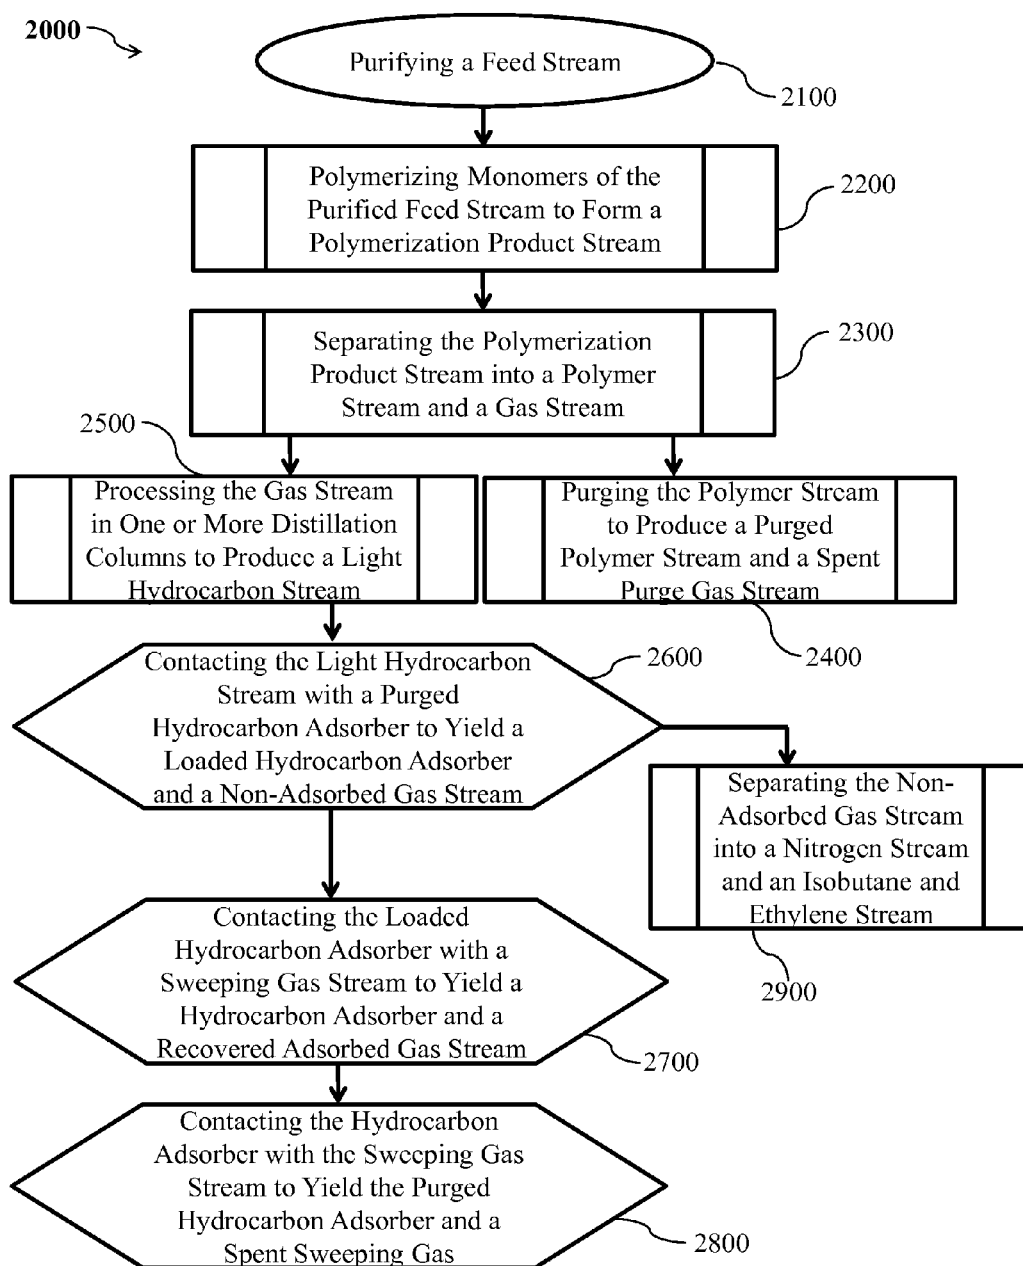 2000
Purifying a Feed Stream
2100
Polymerizing Monomers of the
Purified Feed Stream to Form a
Polymerization Product Stream
2200
Separating the Polymerization
Product Stream into a Polymer
Stream and a Gas Stream
2300
2500
Processing the Gas Stream
in One or More Distillation
Columns to Produce a Light
Hydrocarbon Stream
Purging the Polymer Stream
to Produce a Purged
Polymer Stream and a Spent
Purge Gas Stream
2400
Contacting the Light Hydrocarbon
Stream with a Purged
Hydrocarbon Adsorber to Yield a
Loaded Hydrocarbon Adsorber
and a Non-Adsorbed Gas Stream
2600
Separating the Non-
Adsorbed Gas Stream
into a Nitrogen Stream
and an Isobutane and
Ethylene Stream
2900
Contacting the Loaded
Hydrocarbon Adsorber with a
Sweeping Gas Stream to Yield a
Hydrocarbon Adsorber and a
Recovered Adsorbed Gas Stream
2700
Contacting the Hydrocarbon
Adsorber with the Sweeping Gas
Stream to Yield the Purged
Hydrocarbon Adsorber and a
Spent Sweeping Gas
2800